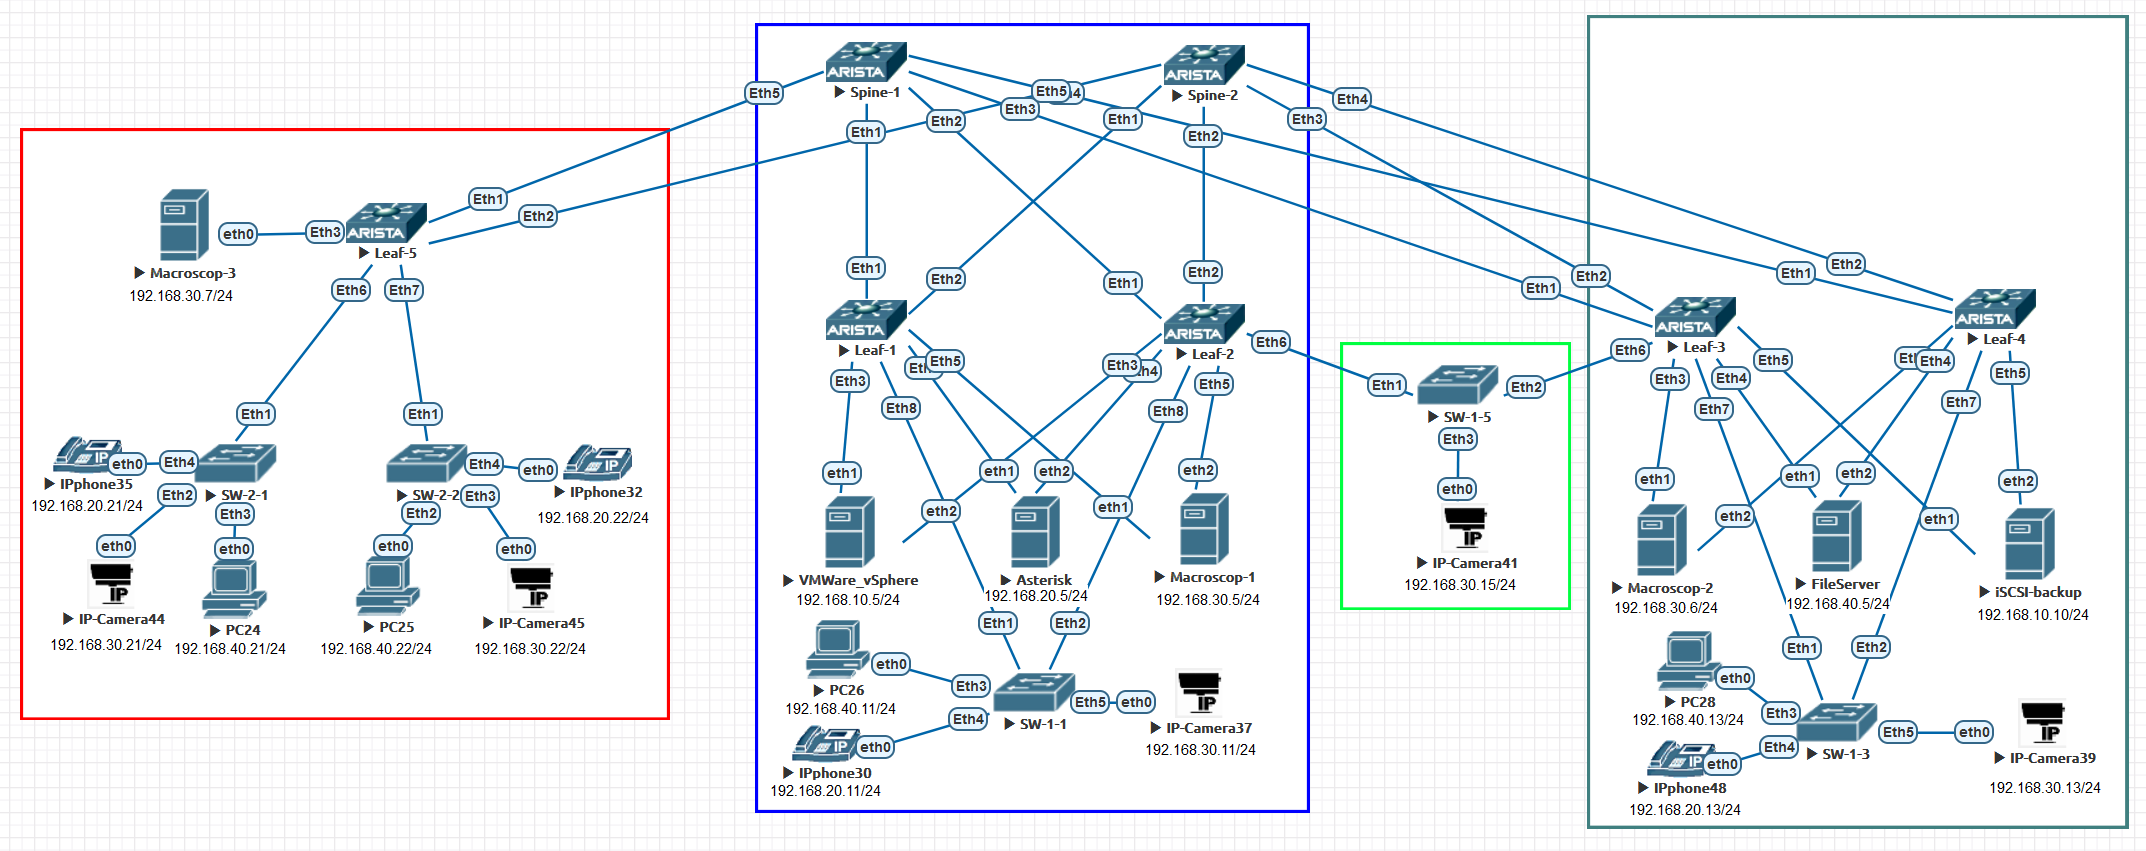 ARISTA
Spine-1
ARISTA
Spine-2
Eth5
Eth1
Eth2
Eth3
Eth5
Eth1
Eth2
Eth3
Eth4
Macroscop-3
192.168.30.7/24
eth0
Eth3
ARISTA
Leaf-5
Eth1
Eth2
Eth6
Eth7
Eth1
Eth1
IP
eth0
Eth4
IPphone35
192.168.20.21/24
SW-2-1
Eth2
Eth3
eth0
eth0
IP
IP-Camera44
192.168.30.21/24
PC24
192.168.40.21/24
SW-2-2
Eth4
eth0
IP
IPphone32
192.168.20.22/24
Eth3
Eth2
eth0
eth0
PC25
192.168.40.22/24
IP
IP-Camera45
192.168.30.22/24
Eth1
Eth2
Eth1
Eth2
ARISTA
Leaf-1
ARISTA
Leaf-2
Eth3
Eth5
Eth8
Eth3
Eth5
Eth8
Eth6
eth1
eth2
eth1
eth2
eth1
eth2
VMWare_vSphere
192.168.10.5/24
Asterisk
192.168.20.5/24
Macroscop-1
192.168.30.5/24
Eth1
Eth2
PC26
192.168.40.11/24
eth0
Eth3
Eth4
eth0
IP
IPphone30
192.168.20.11/24
SW-1-1
Eth5
eth0
IP
IP-Camera37
192.168.30.11/24
Eth1
Eth2
SW-1-5
Eth3
eth0
IP
IP-Camera41
192.168.30.15/24
Eth1
Eth2
Eth1
Eth2
ARISTA
Leaf-3
ARISTA
Leaf-4
Eth6
Eth3
Eth4
Eth5
Eth7
Eth4
Eth5
Eth7
eth1
eth2
eth1
eth2
eth1
eth2
Macroscop-2
192.168.30.6/24
FileServer
192.168.40.5/24
iSCSI-backup
192.168.10.10/24
Eth1
Eth2
PC28
192.168.40.13/24
eth0
Eth3
Eth4
eth0
IP
IPphone48
192.168.20.13/24
SW-1-3
Eth5
eth0
IP
IP-Camera39
192.168.30.13/24